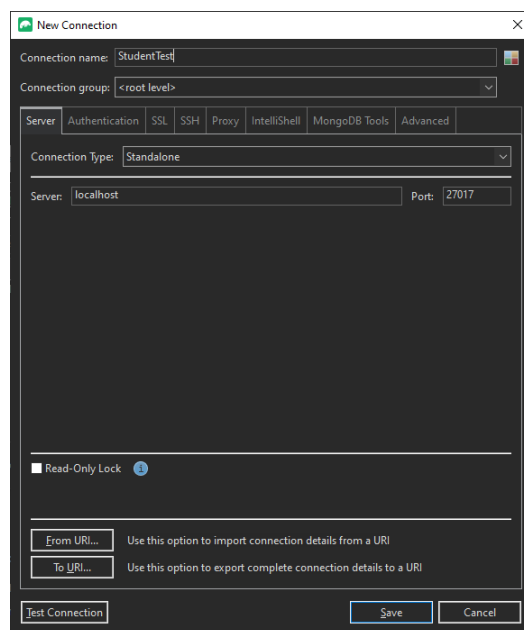 New Connection
Connection name: StudentTest
Connection group: <root level>
Server Authentication SSL SSH Proxy IntelliShell MongoDB Tools Advanced
Connection Type: Standalone
Server: localhost Port: 27017
Read-Only Lock i
From URI... Use this option to import connection details from a URI
To URI... Use this option to export complete connection details to a URI
Test Connection Save Cancel